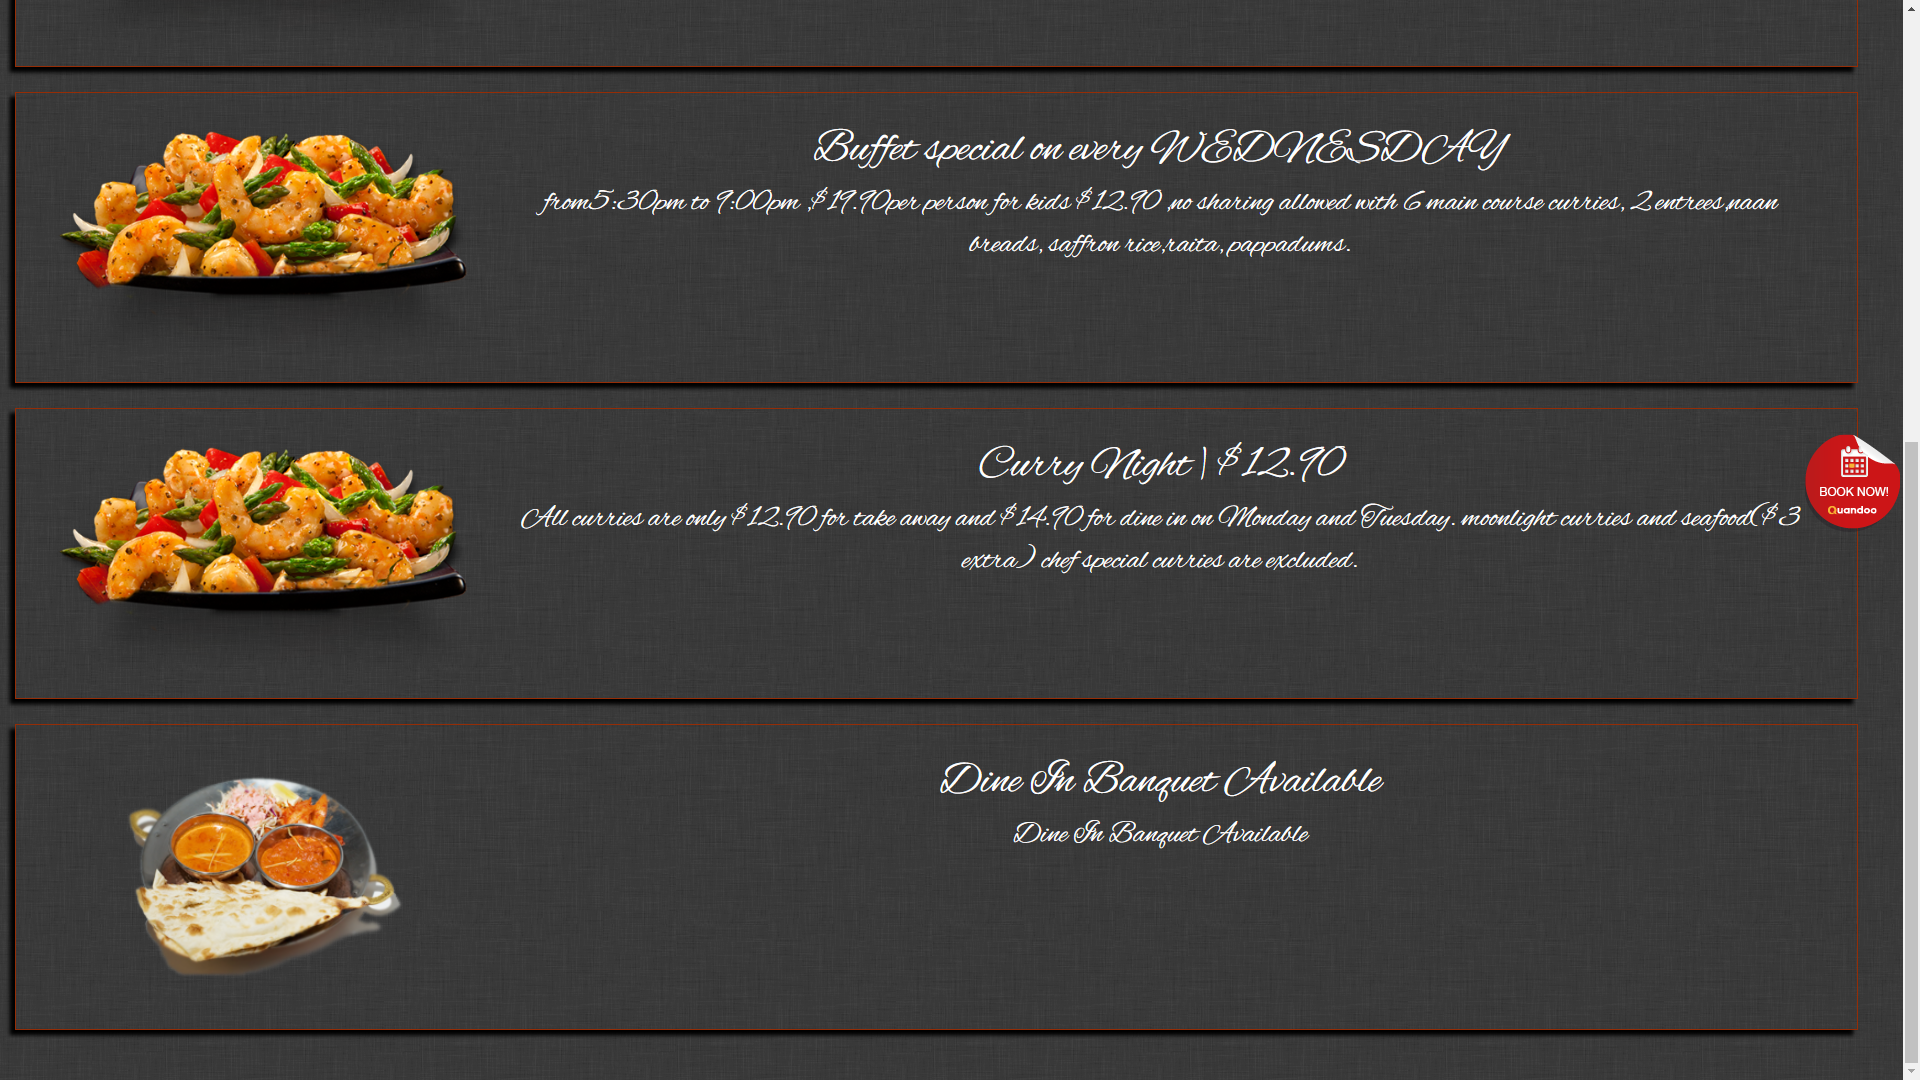 Buffet special on every WEDNESDAY
from5:30pm to 9:00pm ,$19.90per person for kids $12.90 ,no sharing allowed with 6 main course curries, 2 entrees,naan
breads, saffron rice,raita, pappadums.
Curry Night | $12.90
All curries are only $12.90 for take away and $14.90 for dine in on Monday and Tuesday. moonlight curries and seafood($3
extra) chef special curries are excluded.
BOOK NOW!
Quandoo
Dine In Banquet Available
Dine In Banquet Available